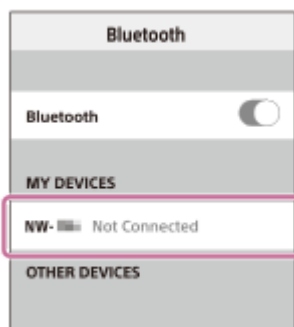 Bluetooth
Bluetooth
MY DEVICES
NW- Not Connected
OTHER DEVICES